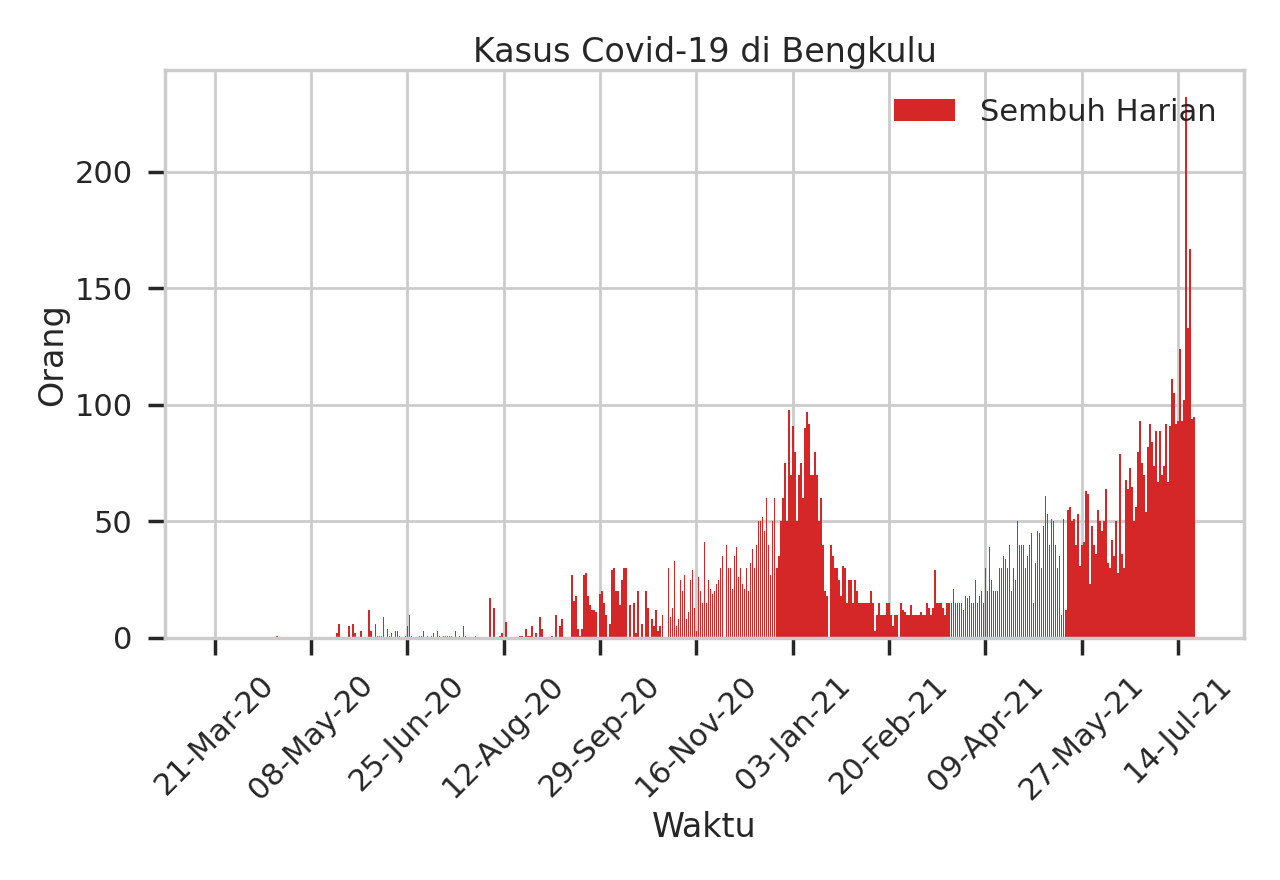 Kasus Covid-19 di Bengkulu
Sembuh Harian
Orang
200
150
100
50
0
21-Mar-20
08-May-20
25-Jun-20
12-Aug-20
29-Sep-20
16-Nov-20
03-Jan-21
20-Feb-21
09-Apr-21
27-May-21
14-Jul-21
Waktu